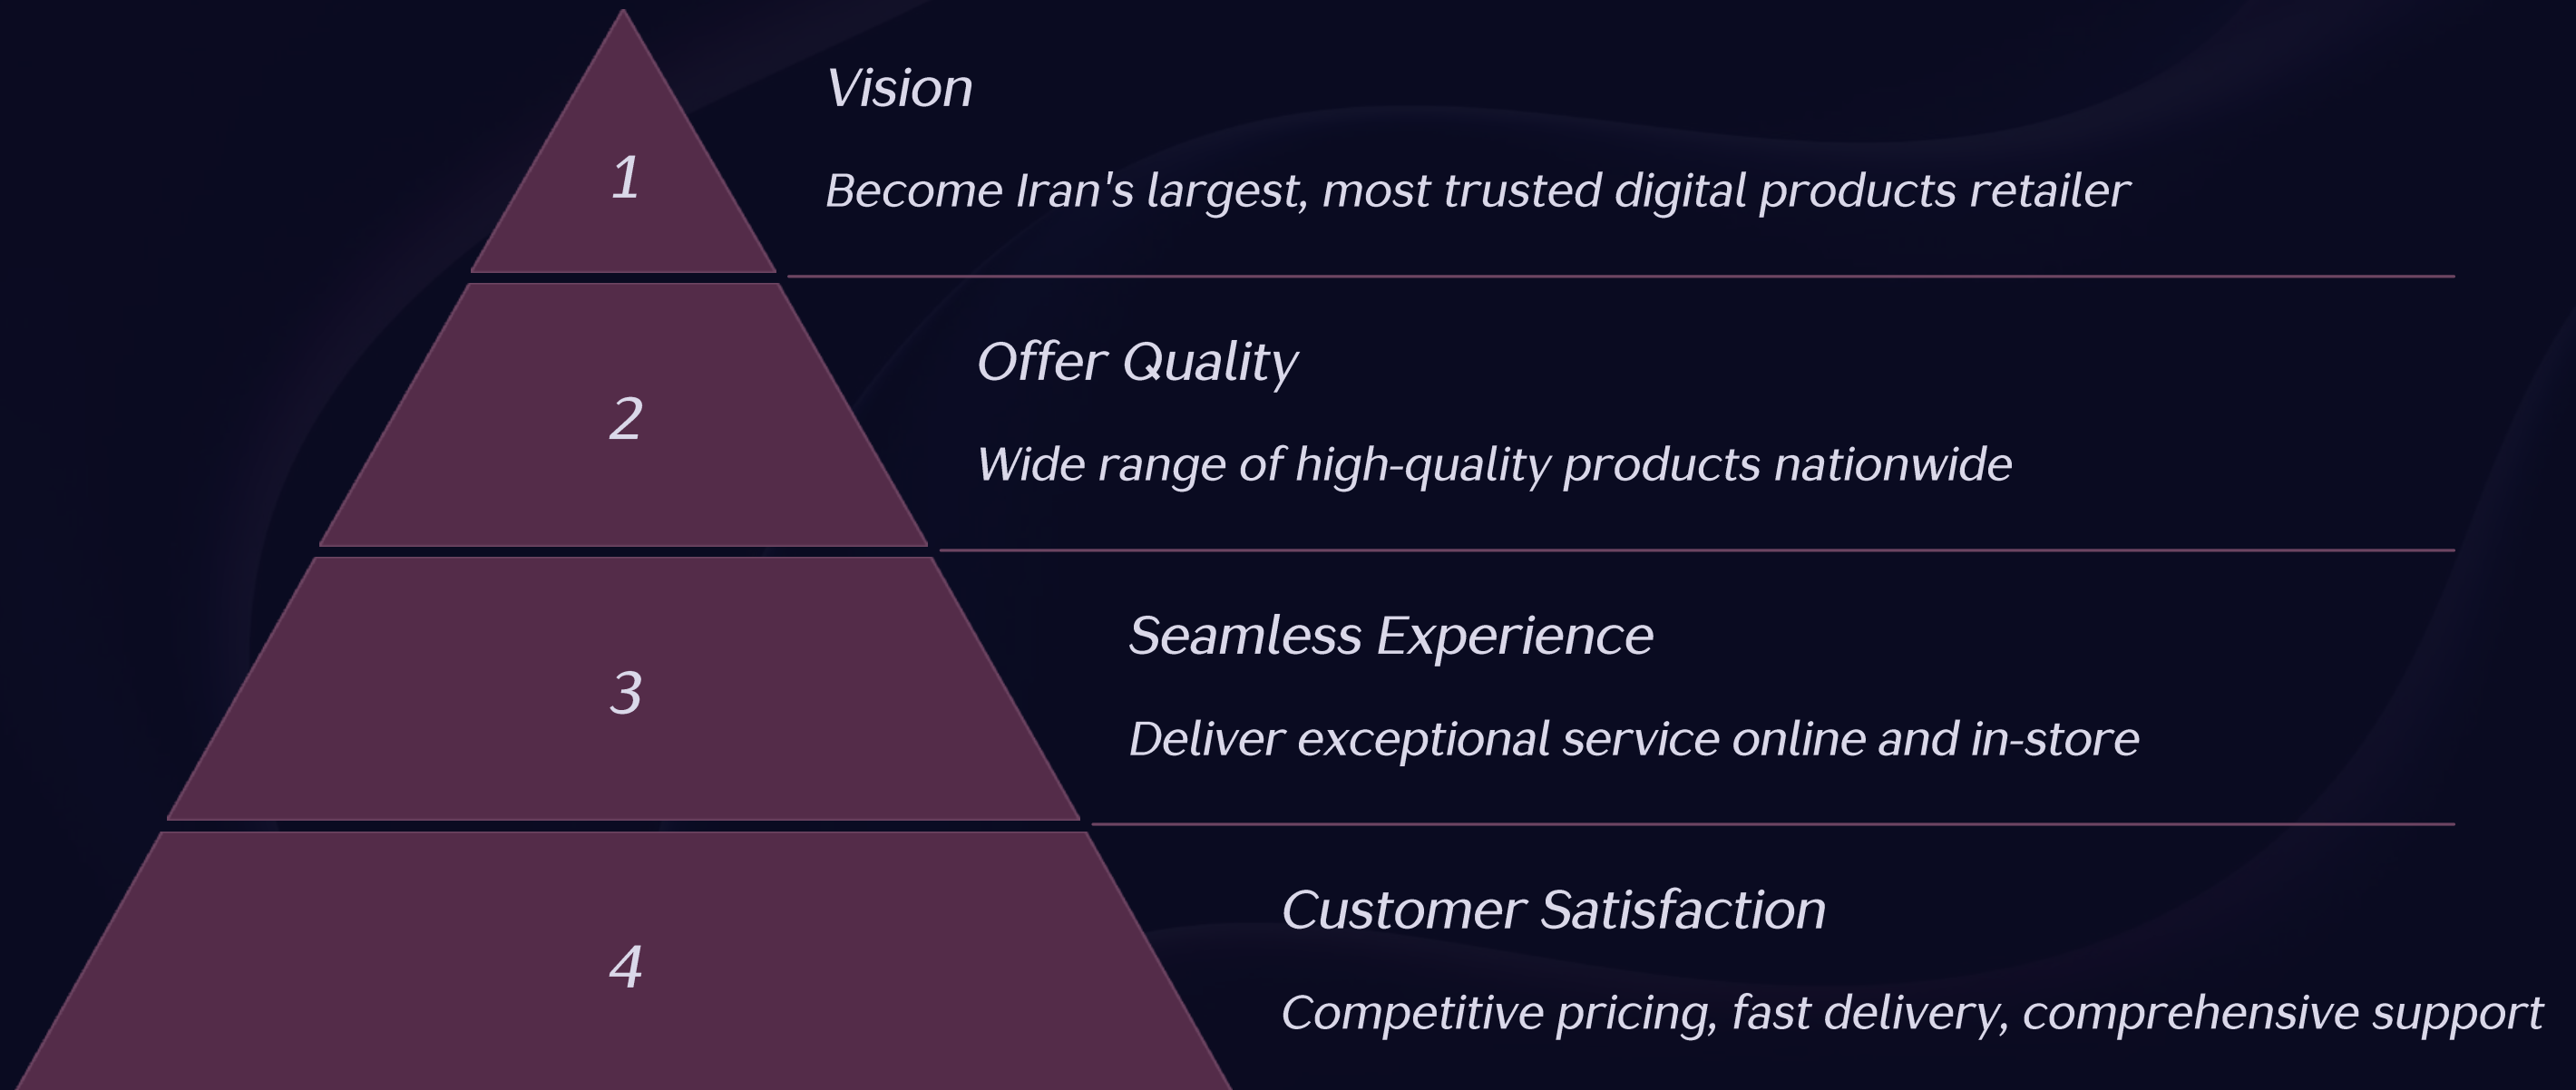 1
Vision
Become Iran's largest, most trusted digital products retailer
2
Offer Quality
Wide range of high-quality products nationwide
3
Seamless Experience
Deliver exceptional service online and in-store
4
Customer Satisfaction
Competitive pricing, fast delivery, comprehensive support